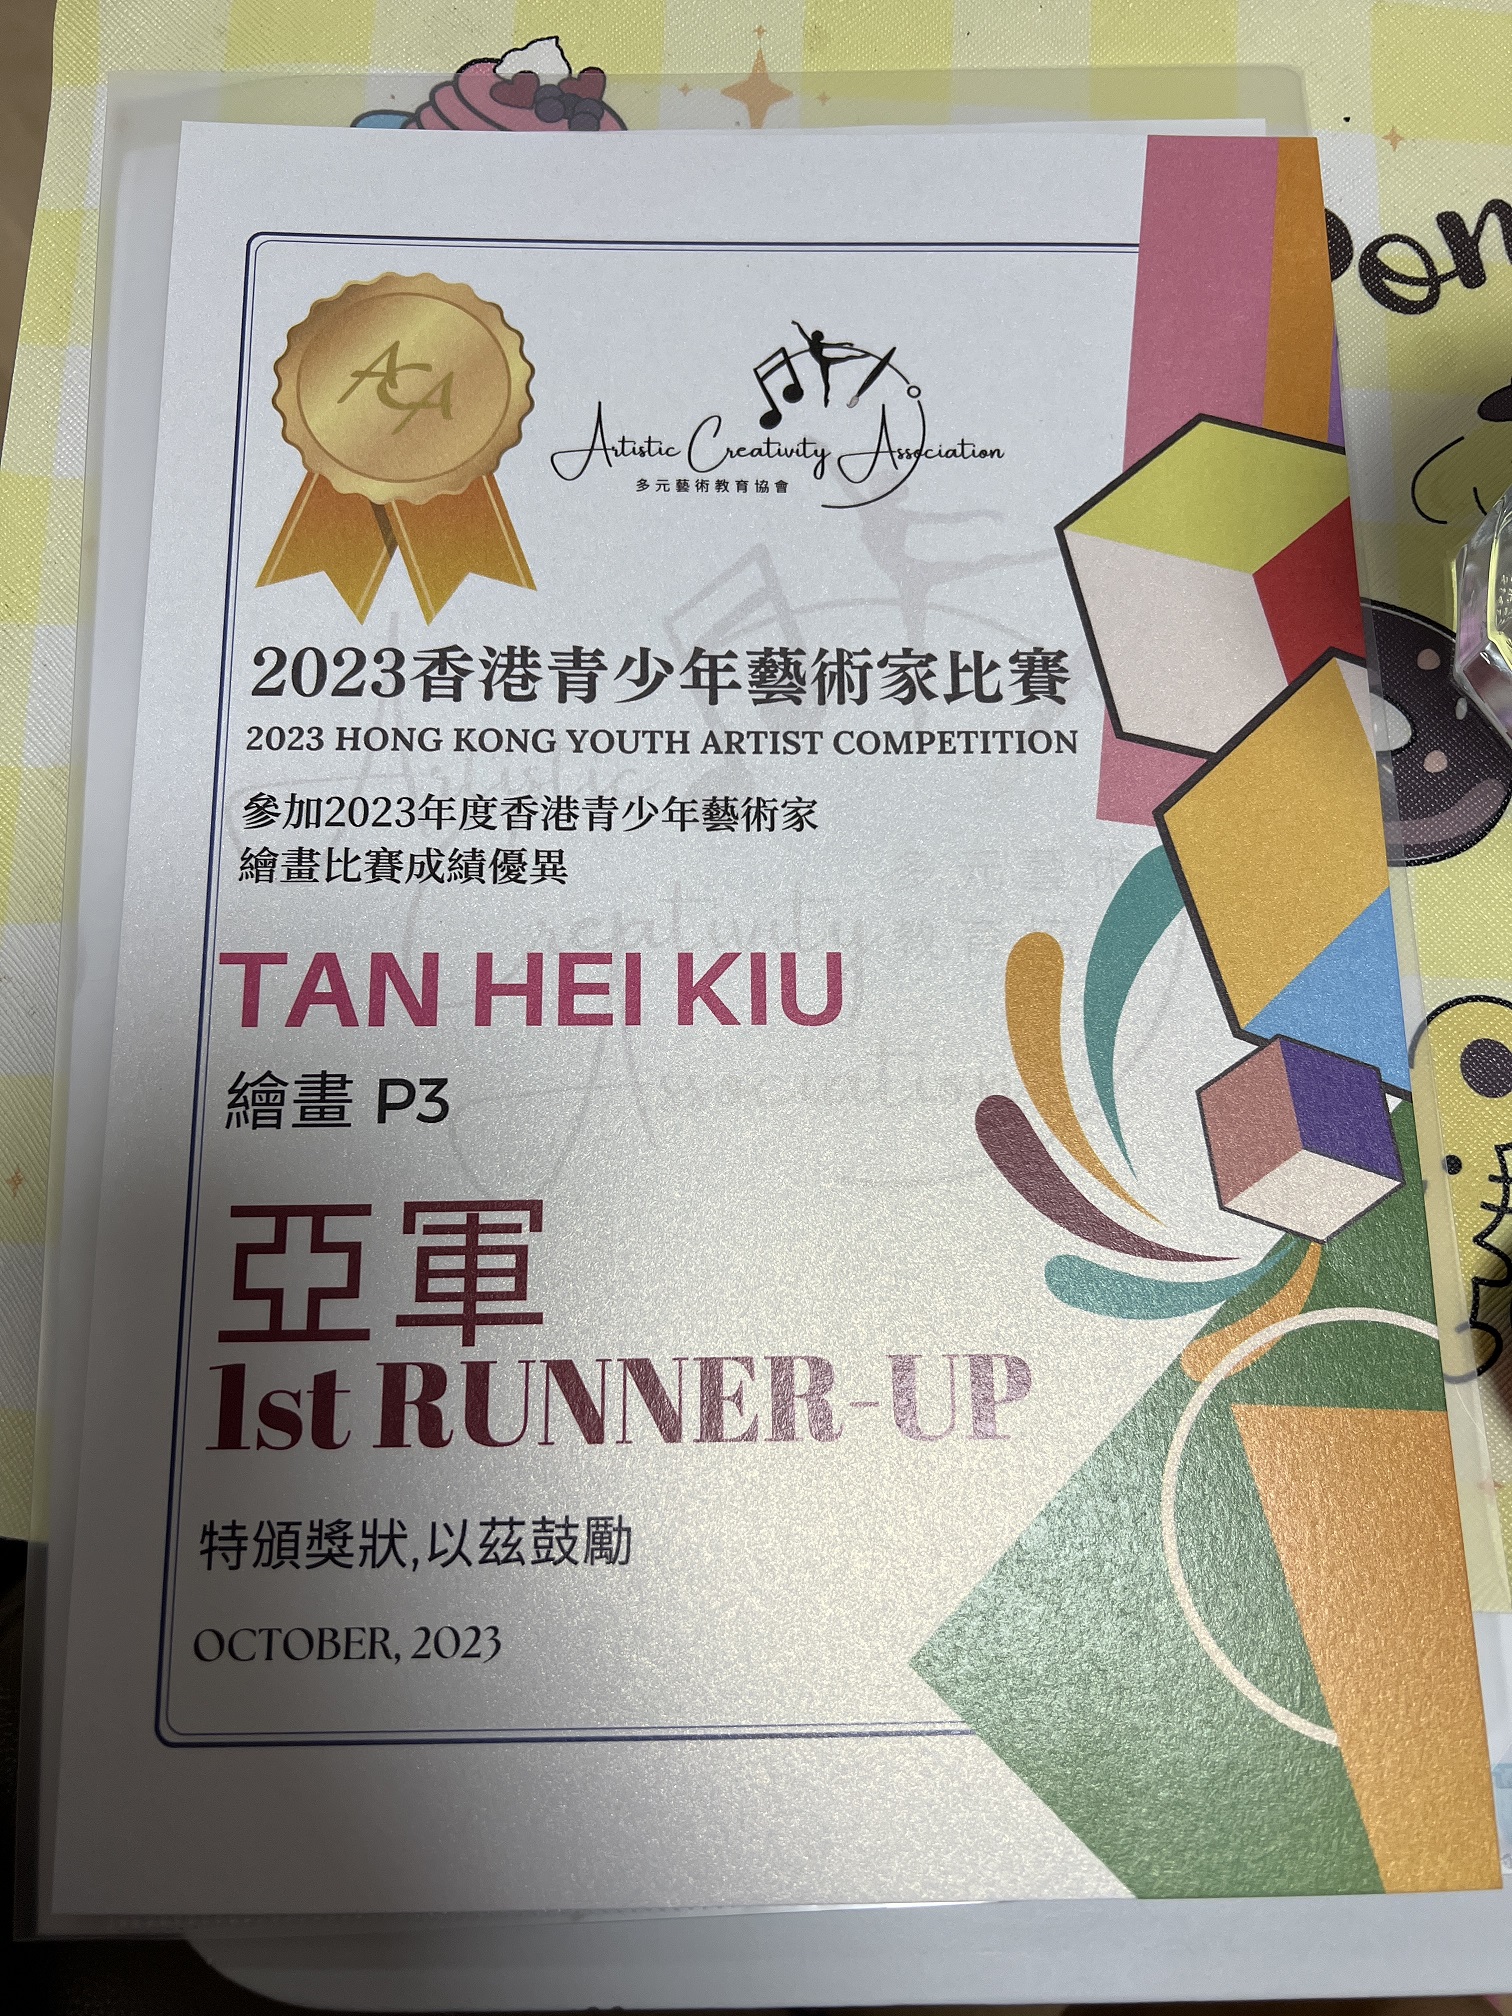 ACA
Artistic Creativity Association
多元藝術教育協會
2023香港青少年藝術家比賽
2023 HONG KONG YOUTH ARTIST COMPETITION
參加2023年度香港青少年藝術家
繪畫比賽成績優異
TAN HEI KIU
繪畫 P3
亞軍
1st RUNNER-UP
特頒獎狀,以茲鼓勵
OCTOBER, 2023